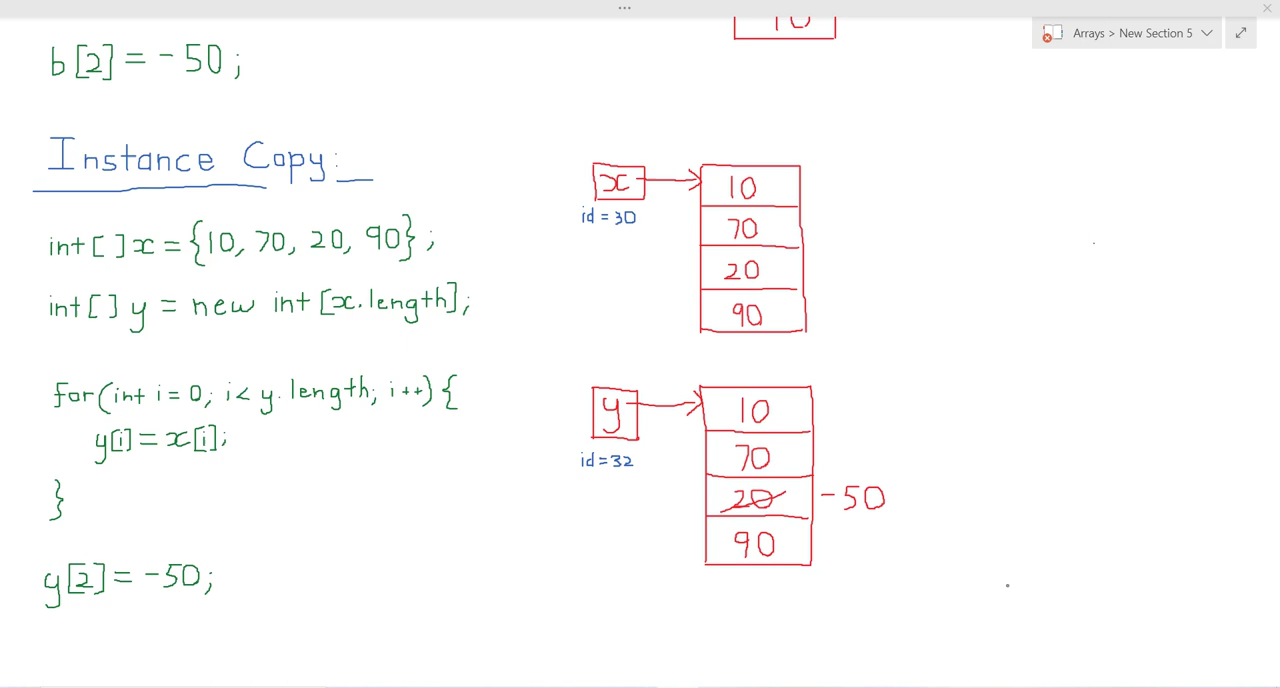 ...
10
Arrays > New Section 5
b[2] = -50;
Instance Copy:
int[]x = {10, 70, 20, 90};
int[] y = new int[x.length];
for(int i = 0; i < y.length; i++){
y[i] = x[i];
}
y[2] = -50;
x
id = 30
10
70
20
90
y
id = 32
10
70
20 -50
90